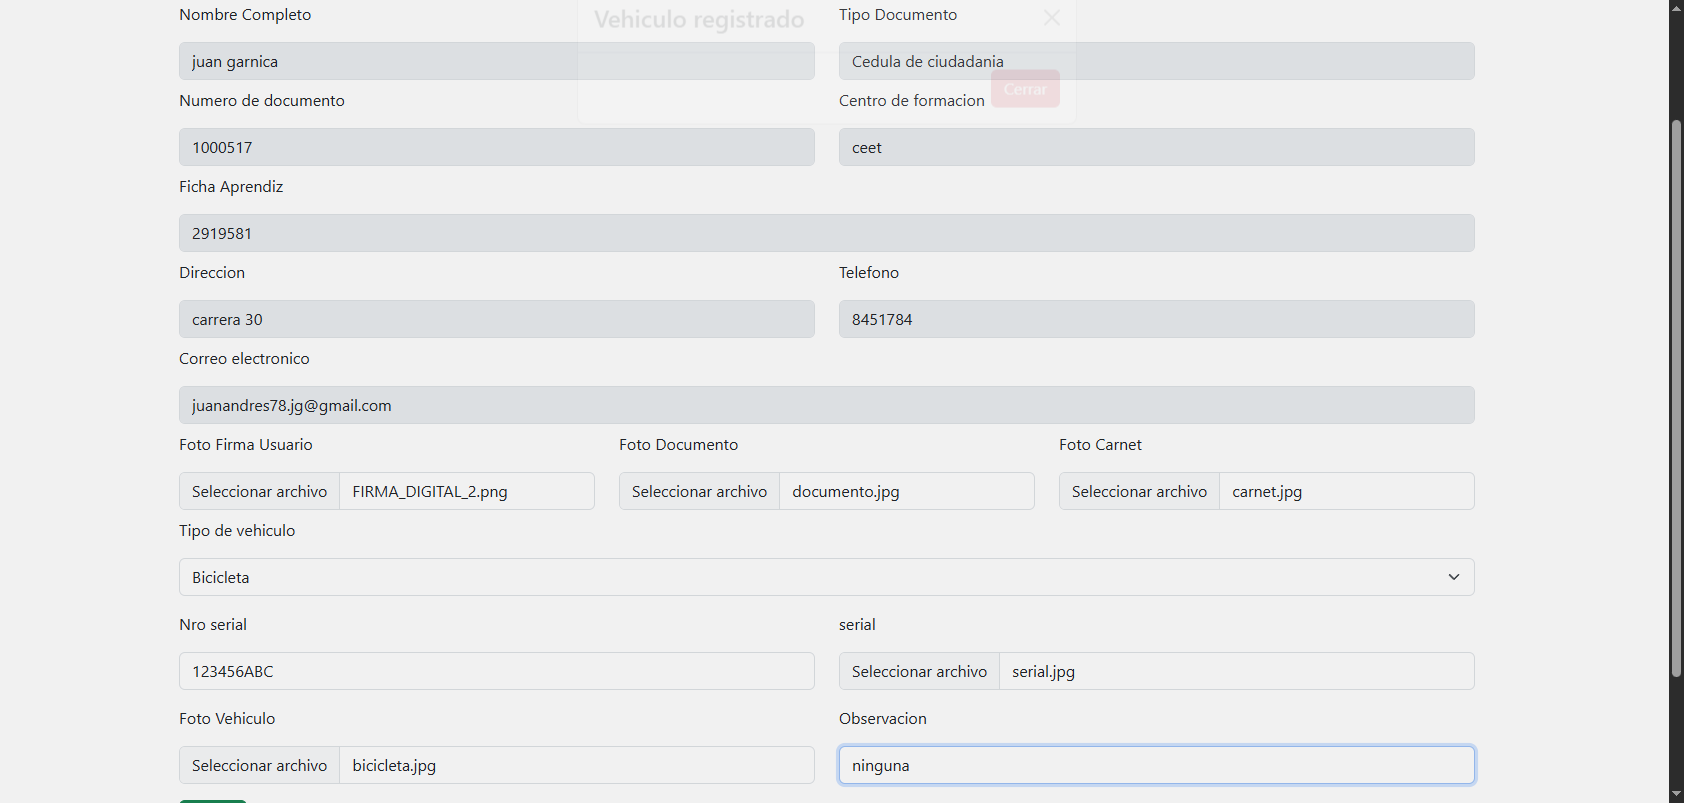 Vehiculo registrado
Nombre Completo
Tipo Documento
juan garnica
Cedula de ciudadania
Cerrar
Numero de documento
Centro de formacion
1000517
ceet
Ficha Aprendiz
2919581
Direccion
Telefono
carrera 30
8451784
Correo electronico
juanandres78.jg@gmail.com
Foto Firma Usuario
Foto Documento
Foto Carnet
Seleccionar archivo FIRMA_DIGITAL_2.png
Seleccionar archivo documento.jpg
Seleccionar archivo carnet.jpg
Tipo de vehiculo
Bicicleta
Nro serial
serial
123456ABC
Seleccionar archivo serial.jpg
Foto Vehiculo
Observacion
Seleccionar archivo bicicleta.jpg
ninguna